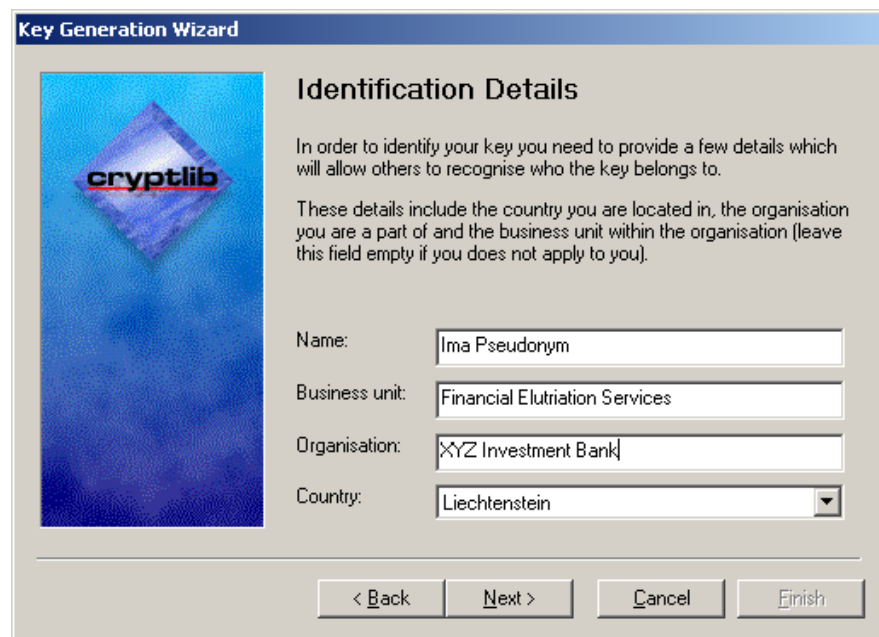 Key Generation Wizard
cryptlib
Identification Details
In order to identify your key you need to provide a few details which
will allow others to recognise who the key belongs to.
These details include the country you are located in, the organisation
you are a part of and the business unit within the organisation (leave
this field empty if you does not apply to you).
Name: Ima Pseudonym
Business unit: Financial Elutriation Services
Organisation: XYZ Investment Bank
Country: Liechtenstein
< Back Next > Cancel Finish